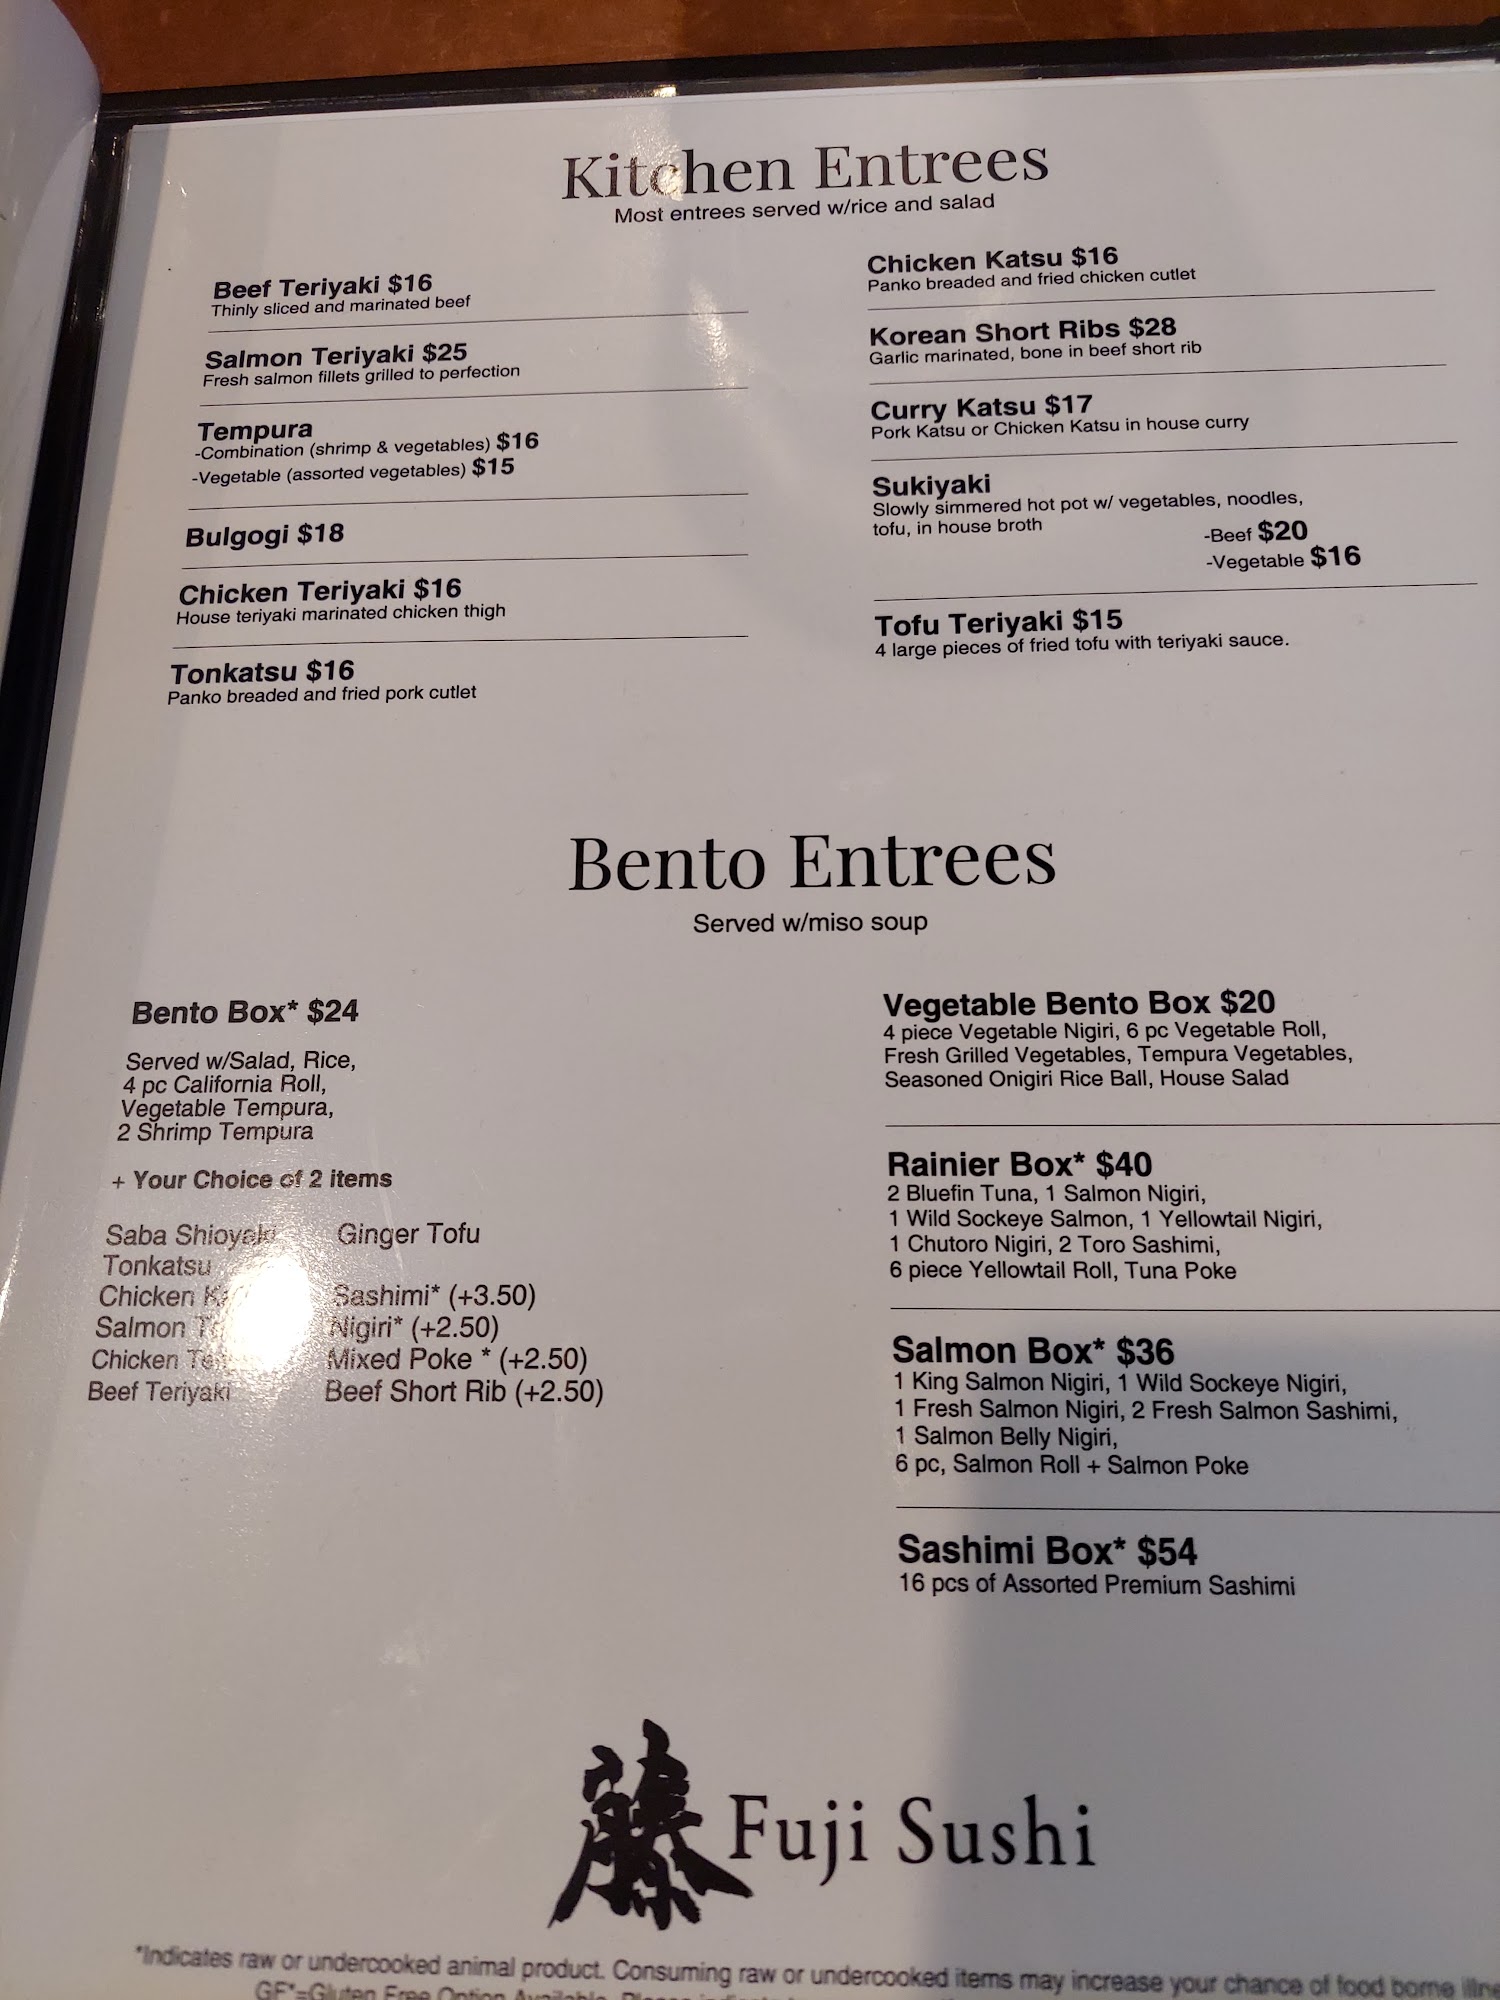 Kitchen Entrees
Most entrees served w/rice and salad
Beef Teriyaki $16
Thinly sliced and marinated beef
Salmon Teriyaki $25
Fresh salmon fillets grilled to perfection
Tempura
-Combination (shrimp & vegetables) $16
-Vegetable (assorted vegetables) $15
Bulgogi $18
Chicken Teriyaki $16
House teriyaki marinated chicken thigh
Tonkatsu $16
Panko breaded and fried pork cutlet
Chicken Katsu $16
Panko breaded and fried chicken cutlet
Korean Short Ribs $28
Garlic marinated, bone in beef short rib
Curry Katsu $17
Pork Katsu or Chicken Katsu in house curry
Sukiyaki
Slowly simmered hot pot w/ vegetables, noodles,
tofu, in house broth
-Beef $20
-Vegetable $16
Tofu Teriyaki $15
4 large pieces of fried tofu with teriyaki sauce.
Bento Entrees
Served w/miso soup
Bento Box* $24
Served w/Salad, Rice,
4 pc California Roll,
Vegetable Tempura,
2 Shrimp Tempura
+ Your Choice of 2 items
Saba Shioyaki
Tonkatsu
Chicken
Salmon
Chicken
Beef Teriyaki
Ginger Tofu
Sashimi* (+3.50)
Nigiri* (+2.50)
Mixed Poke * (+2.50)
Beef Short Rib (+2.50)
Vegetable Bento Box $20
4 piece Vegetable Nigiri, 6 pc Vegetable Roll,
Fresh Grilled Vegetables, Tempura Vegetables,
Seasoned Onigiri Rice Ball, House Salad
Rainier Box* $40
2 Bluefin Tuna, 1 Salmon Nigiri,
1 Wild Sockeye Salmon, 1 Yellowtail Nigiri,
1 Chutoro Nigiri, 2 Toro Sashimi,
6 piece Yellowtail Roll, Tuna Poke
Salmon Box* $36
1 King Salmon Nigiri, 1 Wild Sockeye Nigiri,
1 Fresh Salmon Nigiri, 2 Fresh Salmon Sashimi,
1 Salmon Belly Nigiri,
6 pc, Salmon Roll + Salmon Poke
Sashimi Box* $54
16 pcs of Assorted Premium Sashimi
藤 Fuji Sushi
*Indicates raw or undercooked animal product. Consuming raw or undercooked items may increase your chance of food borne
GF*=Gluten Free Option Available.